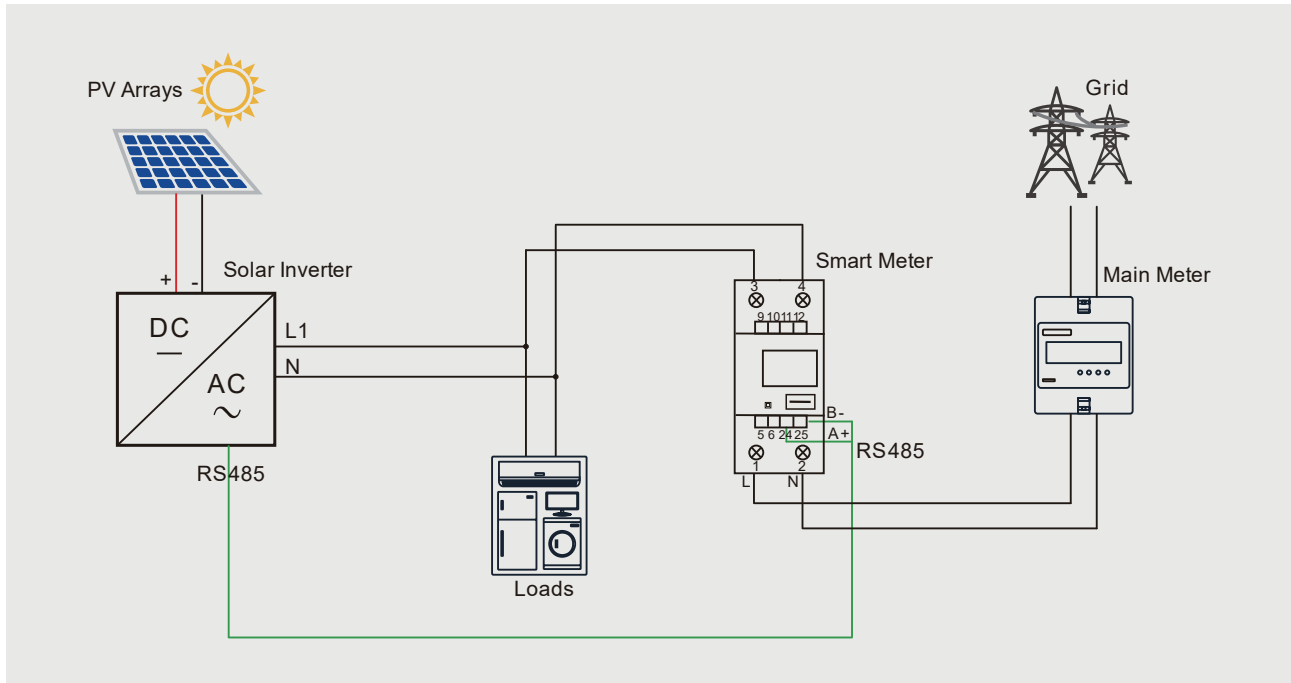 PV Arrays
Grid
Solar Inverter
Smart Meter
Main Meter
+ -
3 4
DC
L1
9 10 11 12
N
AC
B-
5 6 24 25
A+
RS485
RS485
1 2
L N
Loads